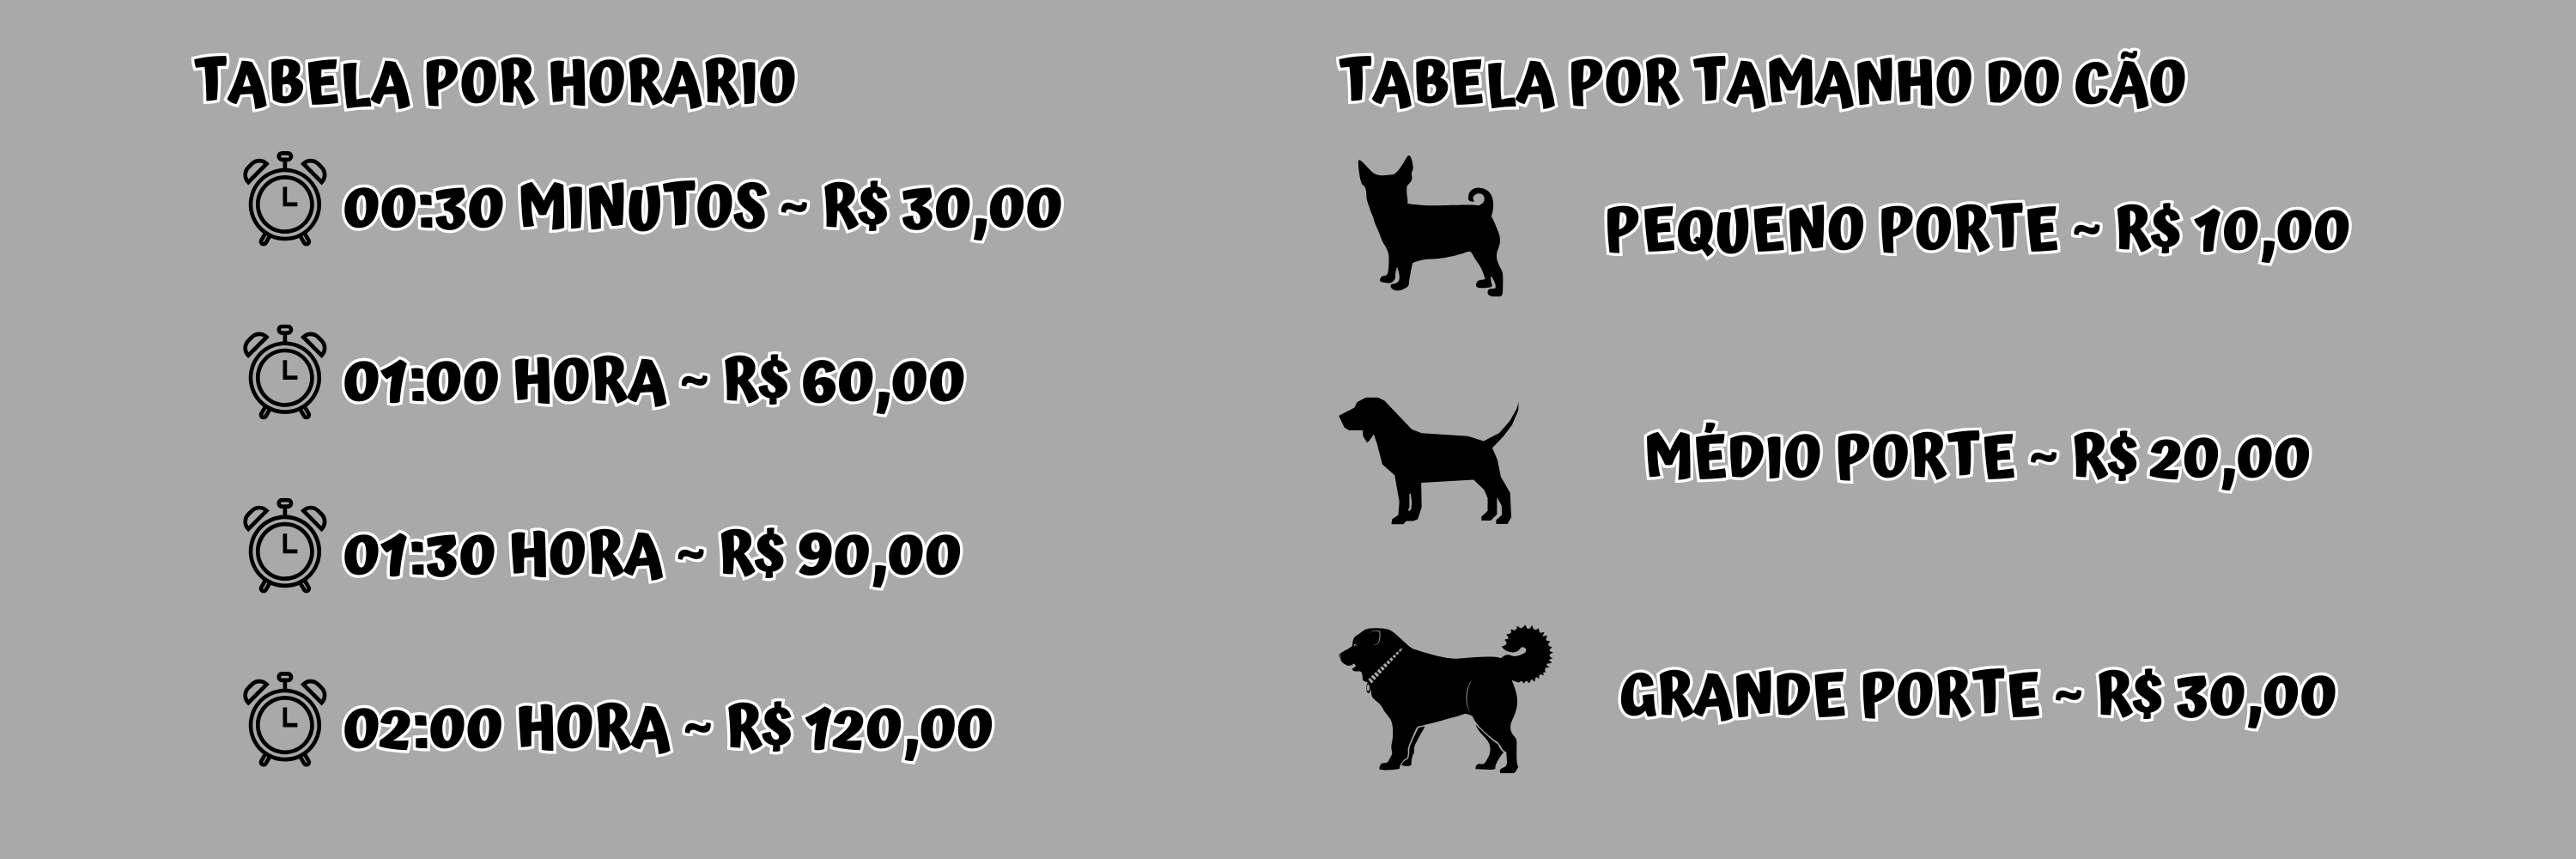 TABELA POR HORARIO
00:30 MINUTOS ~ R$ 30,00
01:00 HORA ~ R$ 60,00
01:30 HORA ~ R$ 90,00
02:00 HORA ~ R$ 120,00
TABELA POR TAMANHO DO CÃO
PEQUENO PORTE ~ R$ 10,00
MÉDIO PORTE ~ R$ 20,00
GRANDE PORTE ~ R$ 30,00